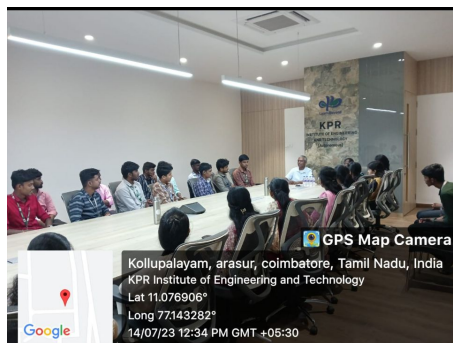 KPR
INSTITUTE OF ENGINEERING
AND TECHNOLOGY
GPS Map Camera
Kollupalayam, arasur, coimbatore, Tamil Nadu, India
KPR Institute of Engineering and Technology
Lat 11.076906°
Long 77.143282°
14/07/23 12:34 PM GMT +05:30
Google